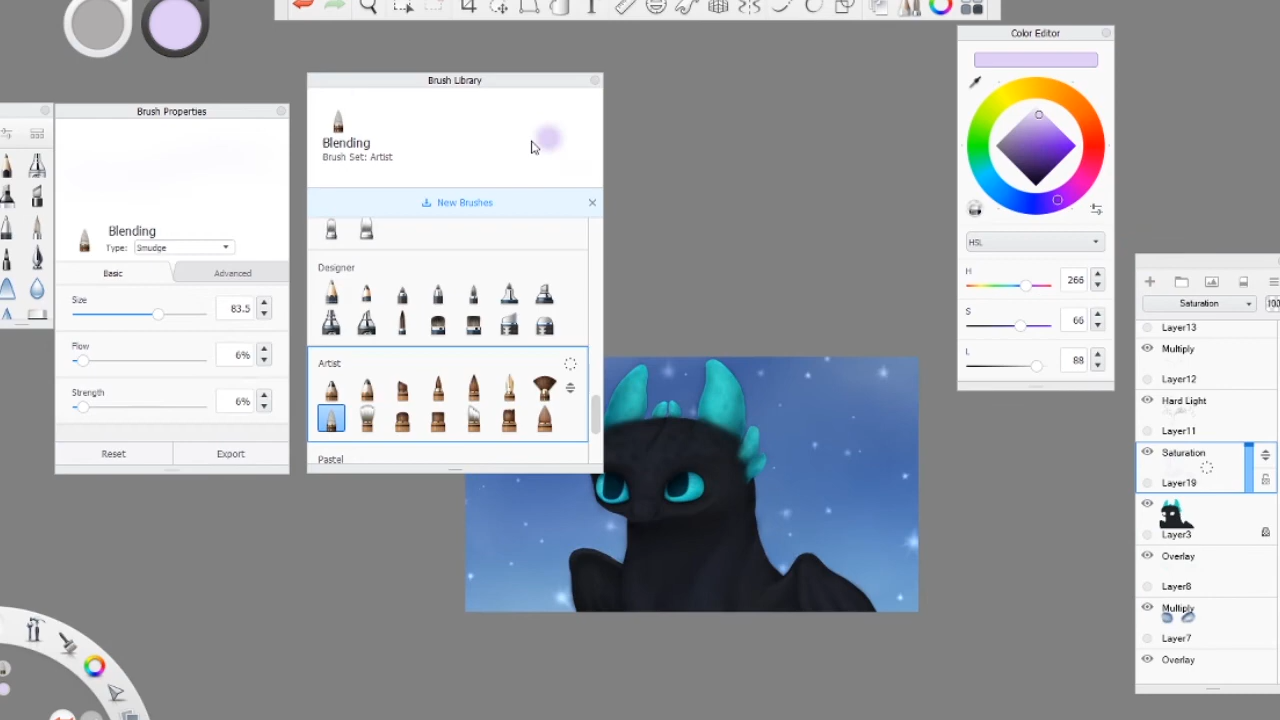 Brush Properties
Blending
Type: Smudge
Basic
Advanced
Size
83.5
Flow
6%
Strength
6%
Reset
Export
Brush Library
Blending
Brush Set: Artist
New Brushes
Designer
Artist
Pastel
Color Editor
HSL
H
266
S
66
L
88
Saturation
100
Layer13
Multiply
Layer12
Hard Light
Layer11
Saturation
Layer19
Layer3
Overlay
Layer8
Multiply
Layer7
Overlay